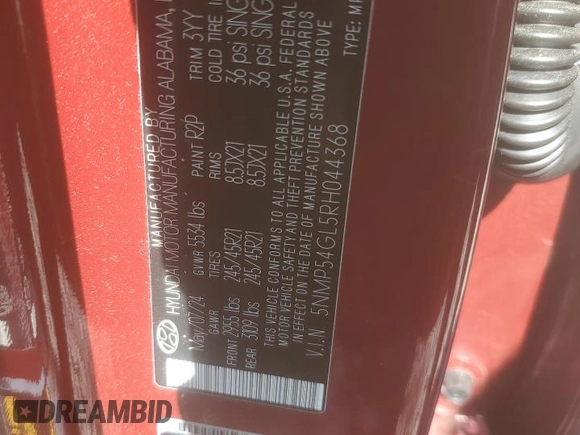 MANUFACTURED BY
HYUNDAI MOTOR MANUFACTURING ALABAMA,
May/07/24 GVWR 5534 lbs PAINT R2P TRIM 3YY
GAWR TIRES RIMS COLD TIRE
FRONT 2955 lbs 245/45R21 8.5JX21 36 psi SING
REAR 3109 lbs 245/45R21 8.5JX21 36 psi SING
THIS VEHICLE CONFORMS TO ALL APPLICABLE U.S.A. FEDERAL
MOTOR VEHICLE SAFETY AND THEFT PREVENTION STANDARDS
IN EFFECT ON THE DATE OF MANUFACTURE SHOWN ABOVE
V.I.N 5NMP54GL5RH044368 TYPE:
DREAMBID